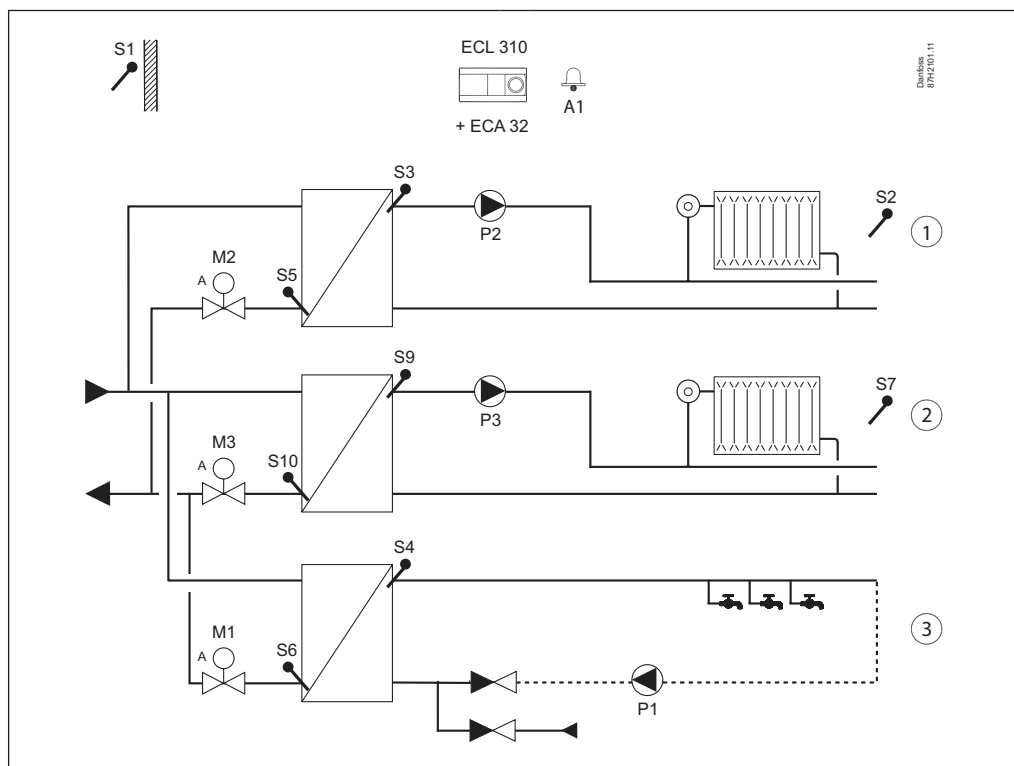 S1
ECL 310
+ ECA 32
A1
Danfoss
87H2101.11
S3
P2
S2
1
M2
A
S5
S9
P3
S7
2
M3
A
S10
S4
3
M1
A
S6
P1